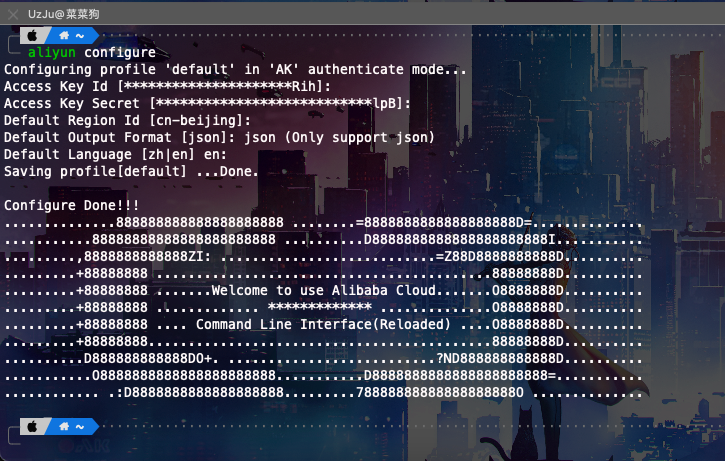 UzJu@菜菜狗
~
aliyun configure
Configuring profile 'default' in 'AK' authenticate mode...
Access Key Id [*********************Rih]:
Access Key Secret [***************************lpB]:
Default Region Id [cn-beijing]:
Default Output Format [json]: json (Only support json)
Default Language [zh|en] en:
Saving profile[default] ...Done.
Configure Done!!!
..............888888888888888888888 ........=8888888888888888888D=..............
...........88888888888888888888888 ..........D8888888888888888888888I...........
.........,8888888888888ZI: ...........................=Z88D8888888888D..........
.........+88888888 ..........................................88888888D..........
.........+88888888 .......Welcome to use Alibaba Cloud.......O8888888D..........
.........+88888888 ............. ************* ..............O8888888D..........
.........+88888888 .... Command Line Interface(Reloaded) ....O8888888D..........
.........+88888888...........................................88888888D..........
..........D888888888888DO+. ..........................?ND888888888888D..........
...........O8888888888888888888888...........D8888888888888888888888=...........
............ .:D8888888888888888888.........78888888888888888888O ..............
~